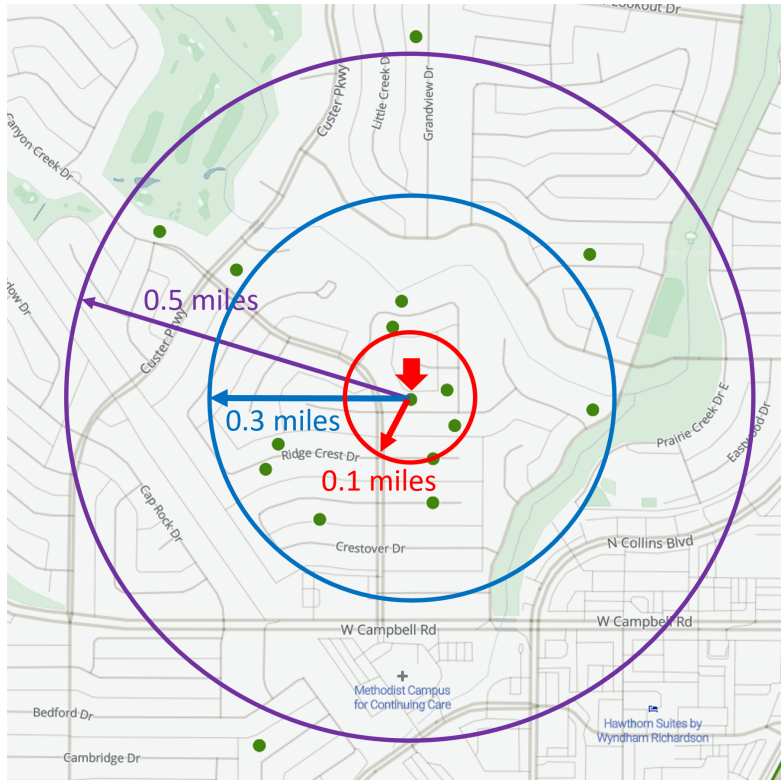 ookout Dr
Custer Pkwy
Little Creek D
Grandview Dr
Canyon Creek Dr
0.5 miles
dow Dr
Custer Pkwy
0.3 miles
Ridge Crest Dr
0.1 miles
Prairie Creek Dr E
Eastwood Dr
Cap Rock Dr
Crestover Dr
N Collins Blvd
W Campbell Rd
W Campbell Rd
Methodist Campus
for Continuing Care
Bedford Dr
Hawthorn Suites by
Wyndham Richardson
Cambridge Dr